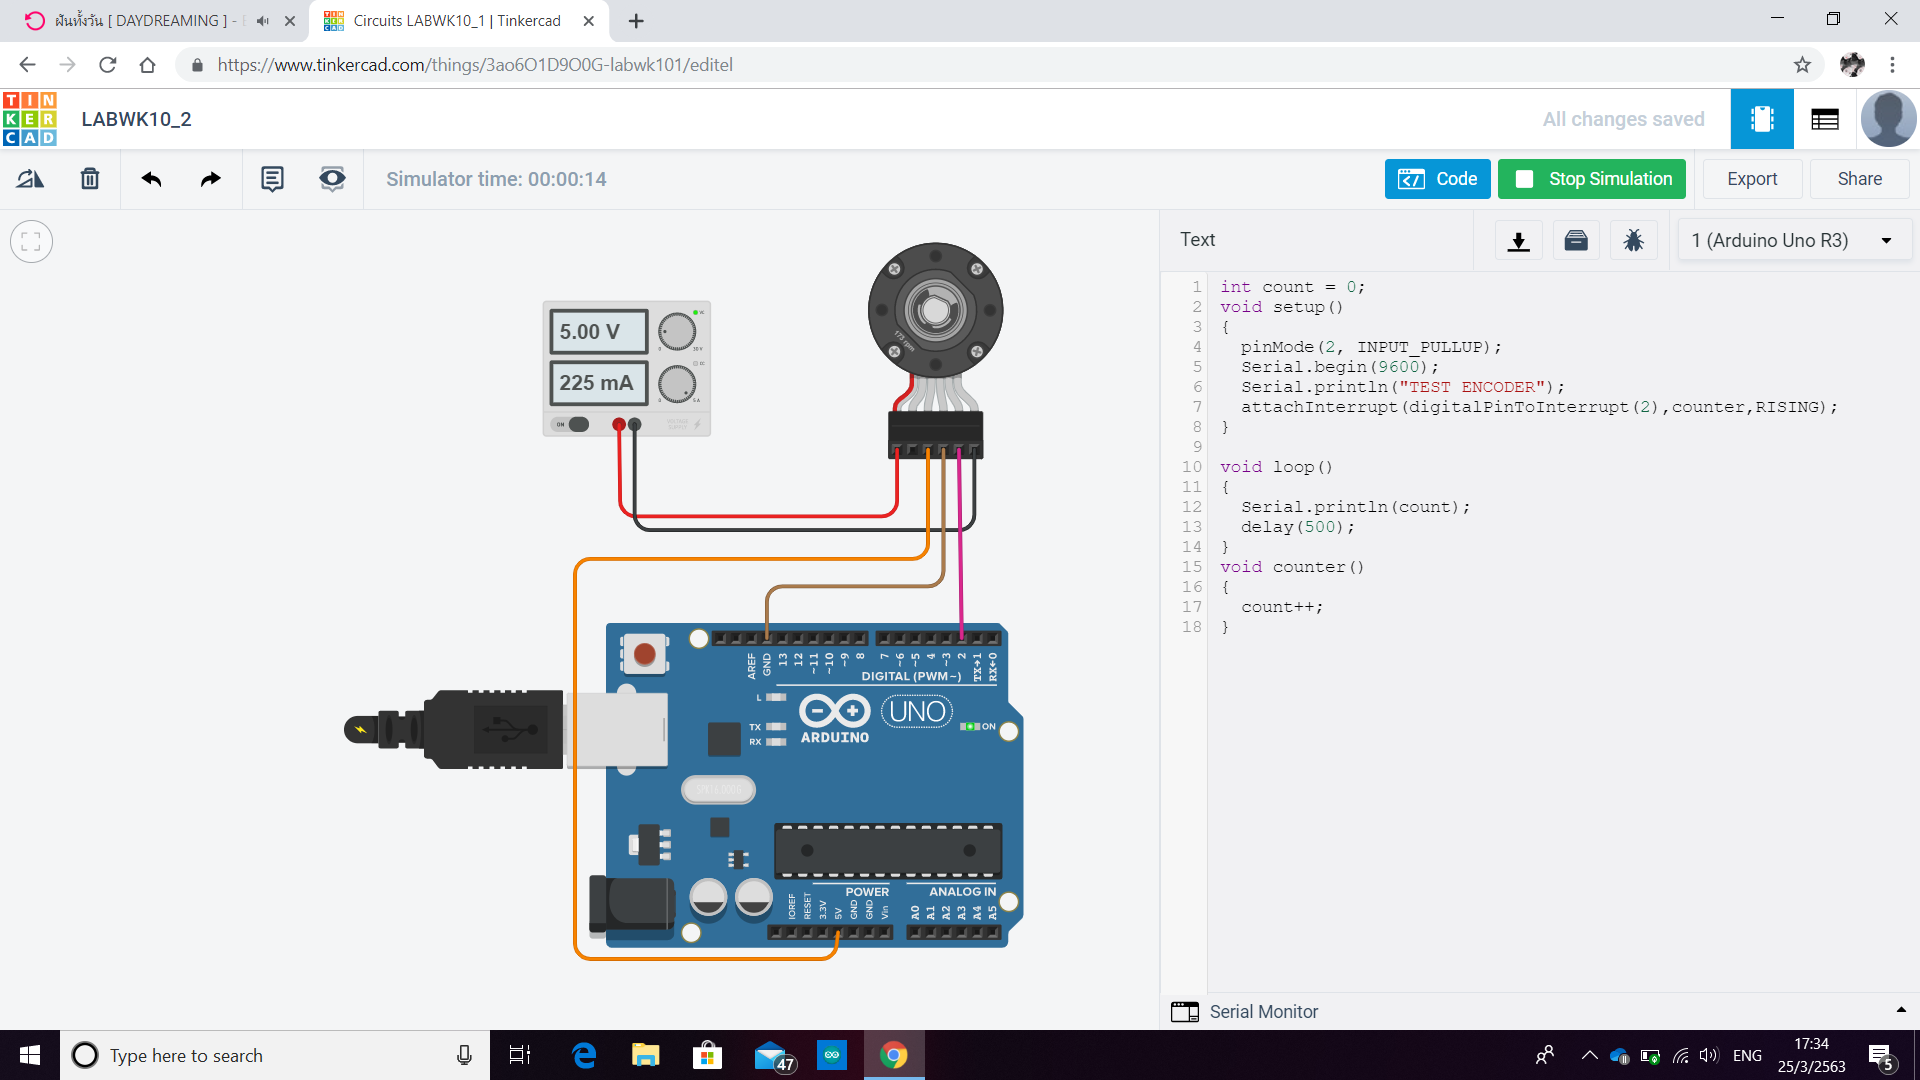 ฝันทั้งวัน [ DAYDREAMING ] -
Circuits LABWK10_1 | Tinkercad
https://www.tinkercad.com/things/3ao6O1D9O0G-labwk101/editel
TIN
KER
CAD
LABWK10_2
All changes saved
Simulator time: 00:00:14
Code
Stop Simulation
Export
Share
Text
1 (Arduino Uno R3)
5.00 V
225 mA
ON
173 rpm
1 int count = 0;
2 void setup()
3 {
4 pinMode(2, INPUT_PULLUP);
5 Serial.begin(9600);
6 Serial.println("TEST ENCODER");
7 attachInterrupt(digitalPinToInterrupt(2),counter,RISING);
8 }
9
10 void loop()
11 {
12 Serial.println(count);
13 delay(500);
14 }
15 void counter()
16 {
17 count++;
18 }
AREF GND 13 12 ~11 ~10 ~9 8 7 ~6 ~5 4 ~3 2 TX→1 RX←0
DIGITAL (PWM~)
L
TX
RX
UNO
ARDUINO
ON
POWER
ANALOG IN
IOREF RESET 3.3V 5V GND GND Vin A0 A1 A2 A3 A4 A5
Serial Monitor
Type here to search
47
ENG
17:34
25/3/2563
5